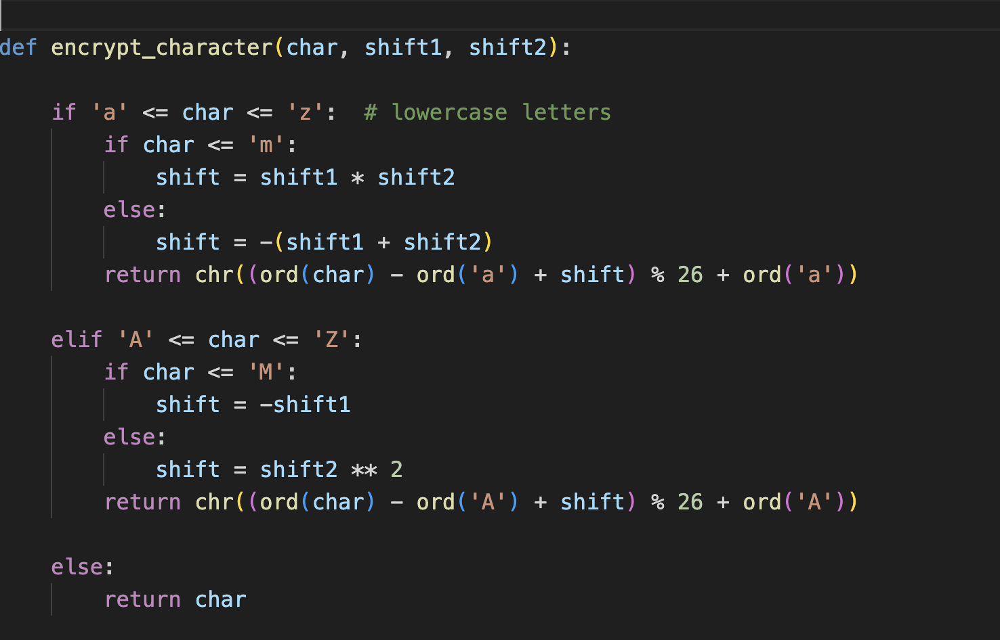 def encrypt_character(char, shift1, shift2):
    if 'a' <= char <= 'z':  # lowercase letters
        if char <= 'm':
            shift = shift1 * shift2
        else:
            shift = -(shift1 + shift2)
        return chr((ord(char) - ord('a') + shift) % 26 + ord('a'))
    elif 'A' <= char <= 'Z':
        if char <= 'M':
            shift = -shift1
        else:
            shift = shift2 ** 2
        return chr((ord(char) - ord('A') + shift) % 26 + ord('A'))
    else:
        return char